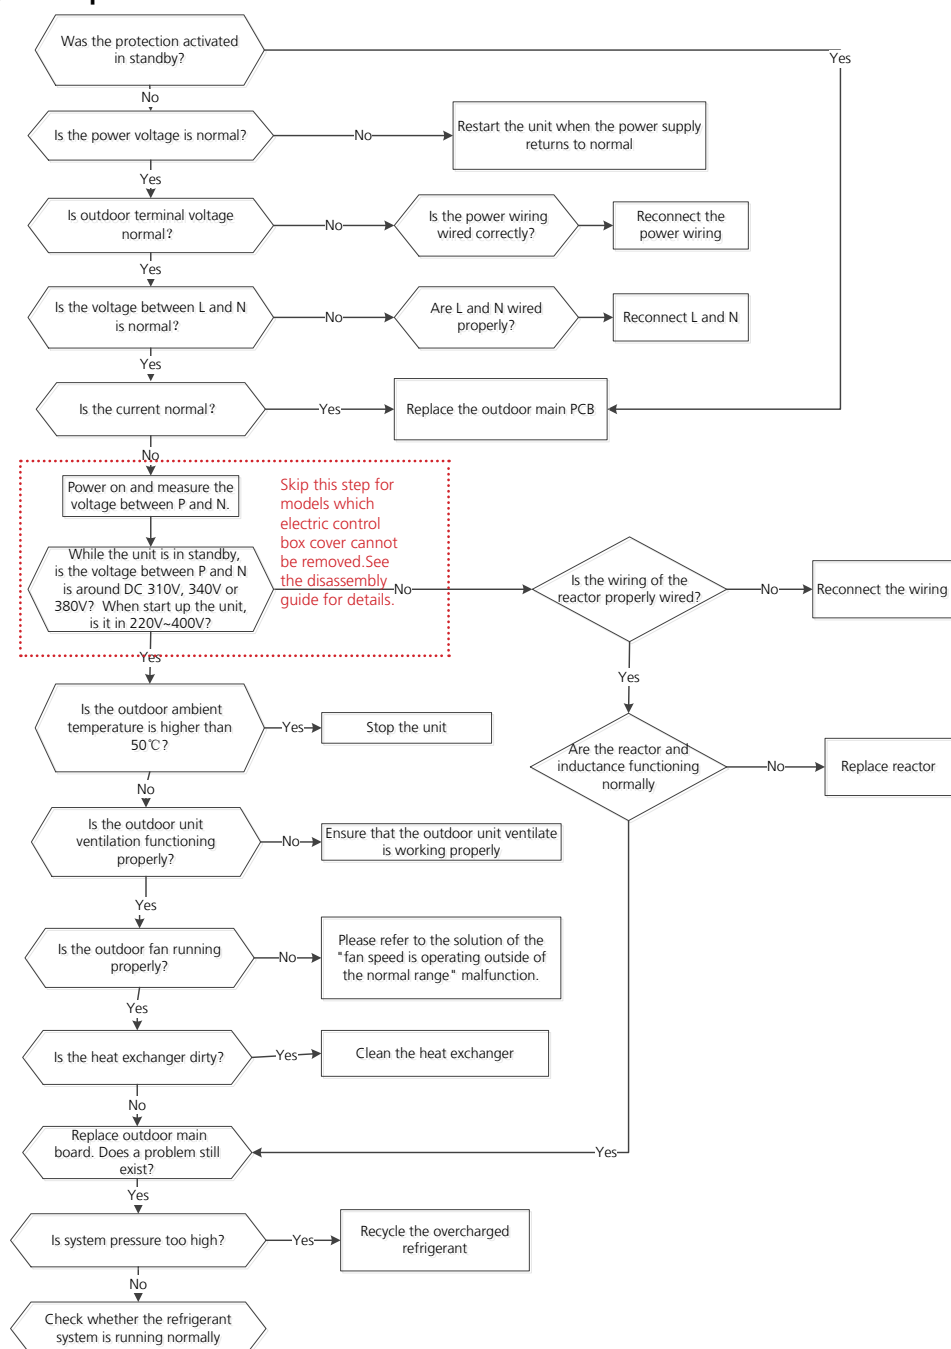 Was the protection activated
in standby?
Yes
No
Is the power voltage is normal?
No
Restart the unit when the power supply
returns to normal
Yes
Is outdoor terminal voltage
normal?
No
Is the power wiring
wired correctly?
Reconnect the
power wiring
Yes
Is the voltage between L and N
is normal?
No
Are L and N wired
properly?
Reconnect L and N
Yes
Is the current normal?
Yes
Replace the outdoor main PCB
No
Power on and measure the
voltage between P and N.
Skip this step for
models which
electric control
box cover cannot
be removed.See
the disassembly
guide for details.
While the unit is in standby,
is the voltage between P and N
is around DC 310V, 340V or
380V? When start up the unit,
is it in 220V~400V?
No
Is the wiring of the
reactor properly wired?
No
Reconnect the wiring
Yes
Yes
Is the outdoor ambient
temperature is higher than
50℃?
Yes
Stop the unit
Are the reactor and
inductance functioning
normally
No
Replace reactor
No
Is the outdoor unit
ventilation functioning
properly?
No
Ensure that the outdoor unit ventilate
is working properly
Yes
Is the outdoor fan running
properly?
No
Please refer to the solution of the
"fan speed is operating outside of
the normal range" malfunction.
Yes
Is the heat exchanger dirty?
Yes
Clean the heat exchanger
No
Replace outdoor main
board. Does a problem still
exist?
Yes
Yes
Is system pressure too high?
Yes
Recycle the overcharged
refrigerant
No
Check whether the refrigerant
system is running normally